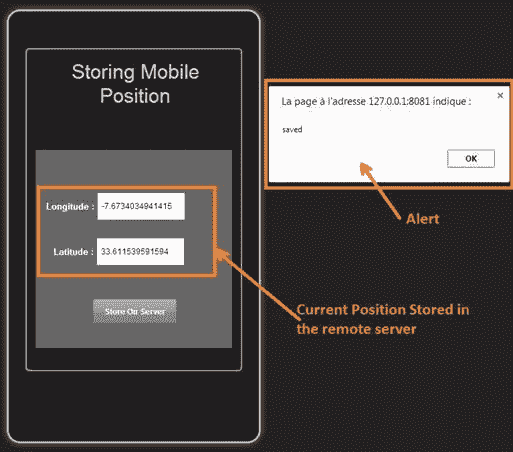 Storing Mobile
Position
Longitude : -7.6734034941415
Latitude : 33.611539591594
Store On Server
La page à l'adresse 127.0.0.1:8081 indique :
saved
OK
Alert
Current Position Stored in
the remote server